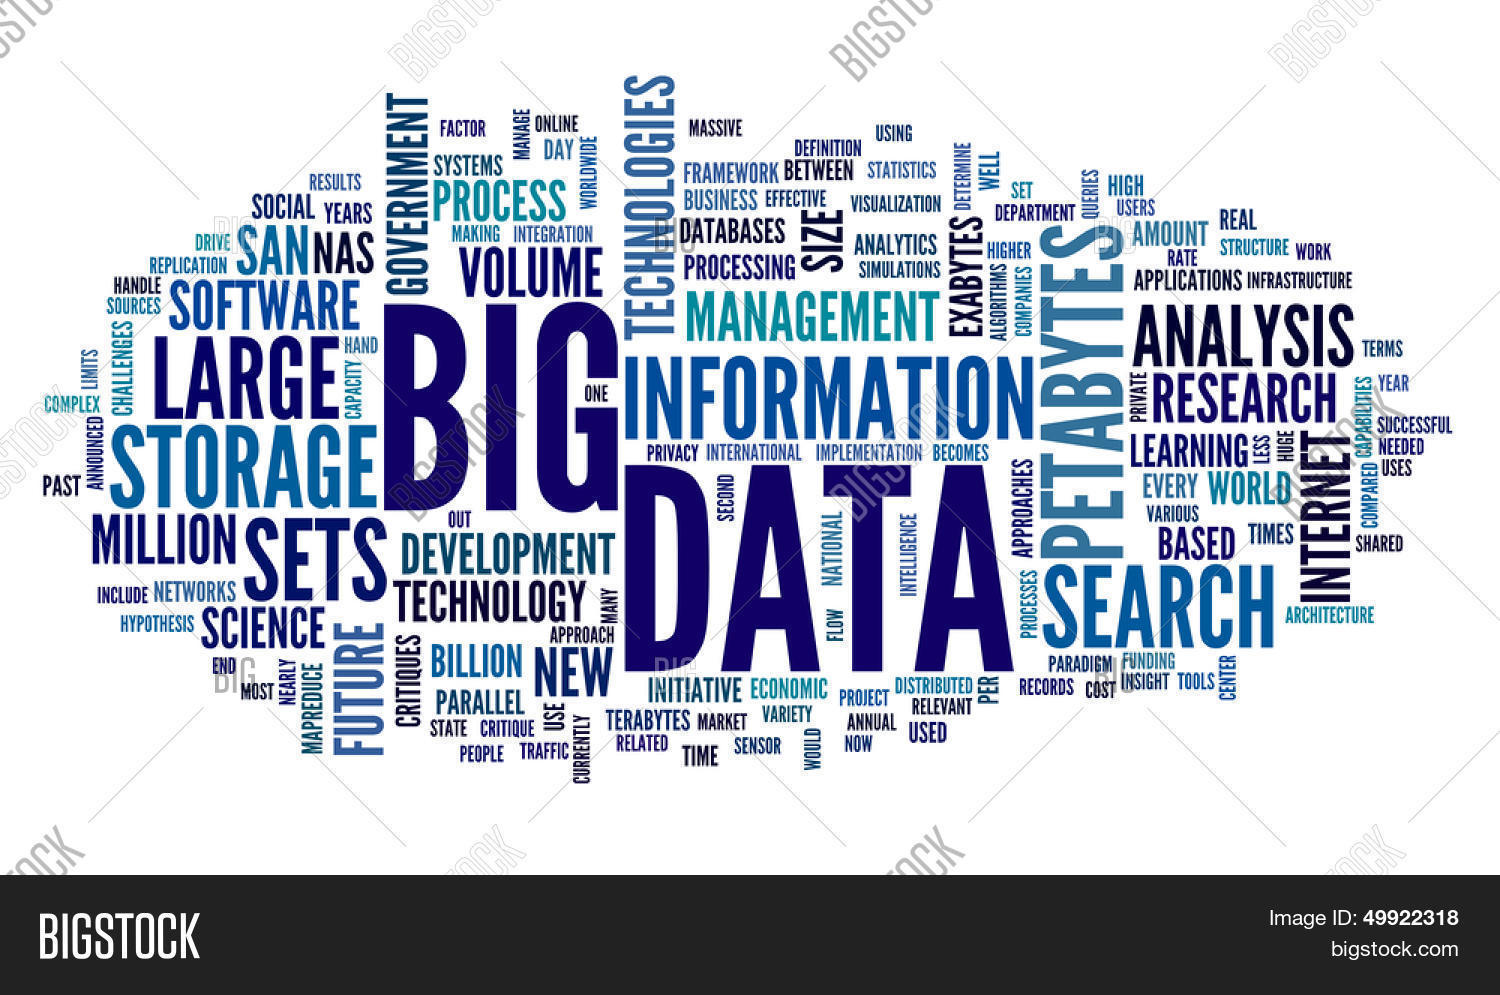 GOVERNMENT
FACTOR
MANAGE
ONLINE
DAY
WORLDWIDE
SYSTEMS
PROCESS
MAKING
INTEGRATION
VOLUME
TECHNOLOGIES
MASSIVE
DEFINITION
USING
FRAMEWORK
BETWEEN
STATISTICS
BUSINESS
EFFECTIVE
VISUALIZATION
DATABASES
SIZE
ANALYTICS
PROCESSING
SIMULATIONS
MANAGEMENT
DETERMINE
WELL
EXABYTES
HIGHER
ALGORITHMS
COMPANIES
SET
DEPARTMENT
QUERIES
HIGH
USERS
AMOUNT
REAL
RATE
STRUCTURE
WORK
APPLICATIONS
INFRASTRUCTURE
RESULTS
SOCIAL
YEARS
DRIVE
SAN
NAS
REPLICATION
HANDLE
SOURCES
SOFTWARE
CHALLENGES
LIMITS
LARGE
HAND
CAPACITY
COMPLEX
ANNOUNCED
STORAGE
PAST
MILLION
SETS
INCLUDE
NETWORKS
HYPOTHESIS
SCIENCE
END
MOST
NEARLY
MAPREDUCE
FUTURE
BIG
ONE
INFORMATION
PRIVACY
INTERNATIONAL
IMPLEMENTATION
BECOMES
DATA
SECOND
NATIONAL
FLOW
INTELLIGENCE
APPROACHES
PROCESSES
PETABYTES
ANALYSIS
TERMS
PRIVATE
RESEARCH
YEAR
CAPABILITIES
LEARNING
LESS
HUGE
INTERNET
SUCCESSFUL
NEEDED
USES
COMPARED
EVERY
WORLD
VARIOUS
BASED
TIMES
SHARED
SEARCH
ARCHITECTURE
PARADIGM
FUNDING
RECORDS
COST
INSIGHT
TOOLS
CENTER
OUT
DEVELOPMENT
TECHNOLOGY
MANY
APPROACH
CRITIQUES
BILLION
NEW
PARALLEL
USE
STATE
CRITIQUE
PEOPLE
TRAFFIC
CURRENTLY
INITIATIVE
ECONOMIC
PROJECT
DISTRIBUTED
PER
TERABYTES
MARKET
VARIETY
ANNUAL
RELEVANT
RELATED
TIME
SENSOR
WOULD
NOW
USED
BIGSTOCK
Image ID: 49922318
bigstock.com